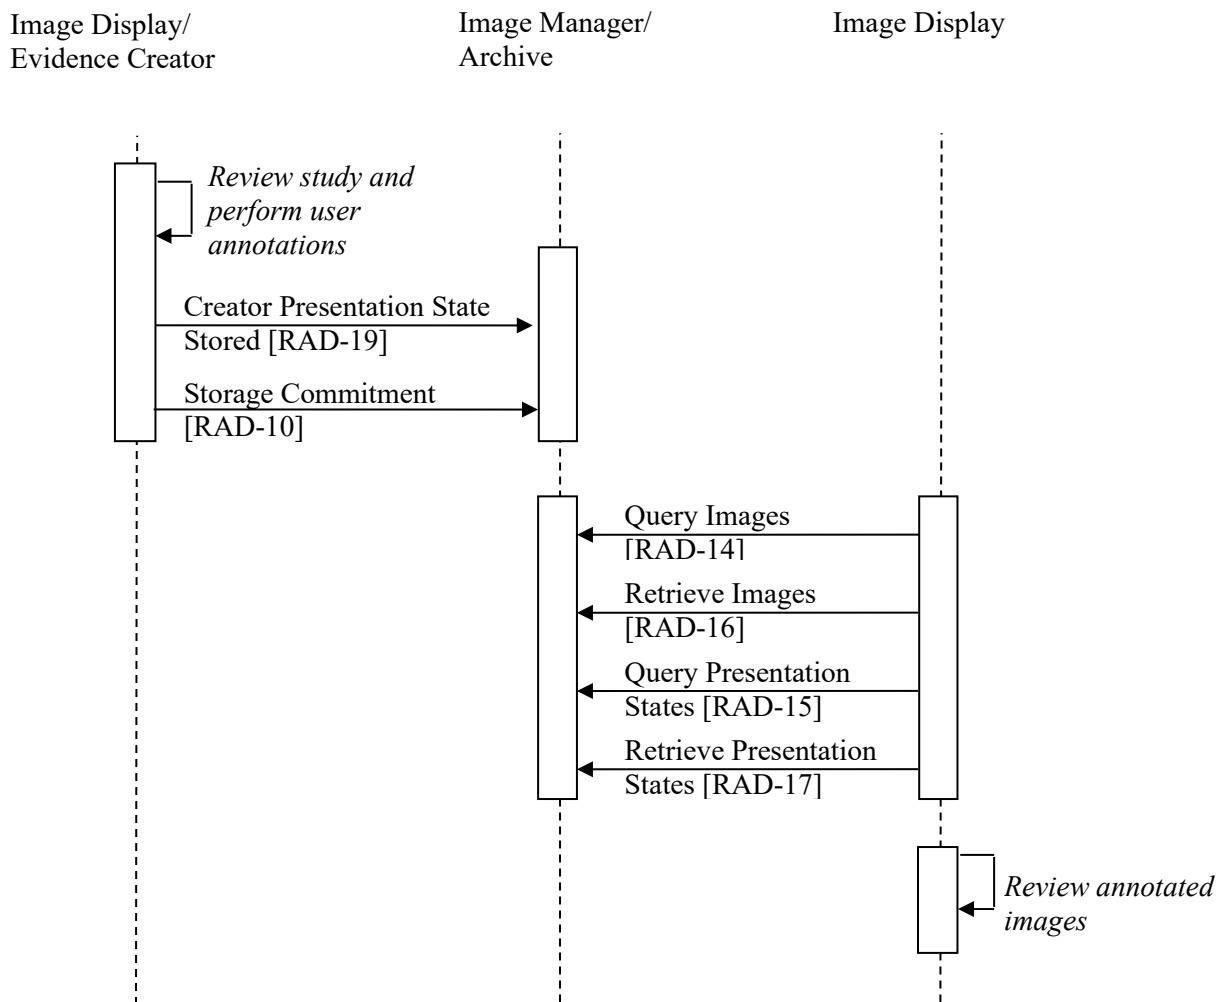 Image Display/
Evidence Creator
Image Manager/
Archive
Image Display
Review study and
perform user
annotations
Creator Presentation State
Stored [RAD-19]
Storage Commitment
[RAD-10]
Query Images
[RAD-14]
Retrieve Images
[RAD-16]
Query Presentation
States [RAD-15]
Retrieve Presentation
States [RAD-17]
Review annotated
images